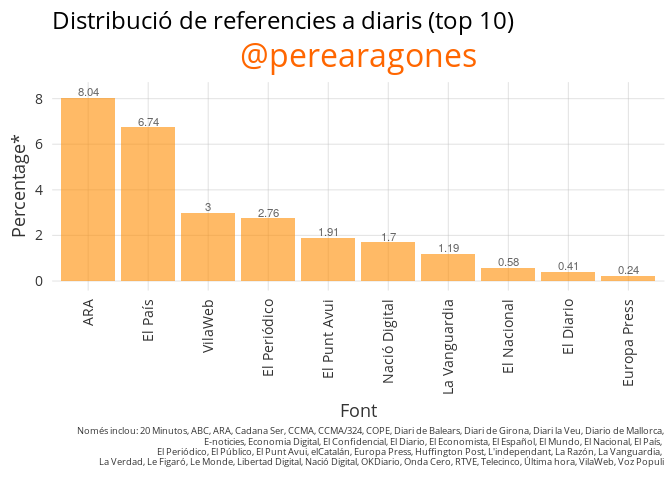 Distribució de referencies a diaris (top 10)
@perearagones
Percentage*
8
6
4
2
0
8.04
6.74
3
2.76
1.91
1.7
1.19
0.58
0.41
0.24
ARA
El País
VilaWeb
El Periódico
El Punt Avui
Nació Digital
La Vanguardia
El Nacional
El Diario
Europa Press
Font
Només inclou: 20 Minutos, ABC, ARA, Cadana Ser, CCMA, CCMA/324, COPE, Diari de Balears, Diari de Girona, Diari la Veu, Diario de Mallorca,
E-noticies, Economia Digital, El Confidencial, El Diario, El Economista, El Español, El Mundo, El Nacional, El País,
El Periódico, El Público, El Punt Avui, elCatalán, Europa Press, Huffington Post, L'independant, La Razón, La Vanguardia,
La Verdad, Le Figaró, Le Monde, Libertad Digital, Nació Digital, OKDiario, Onda Cero, RTVE, Telecinco, Última hora, VilaWeb, Voz Populi